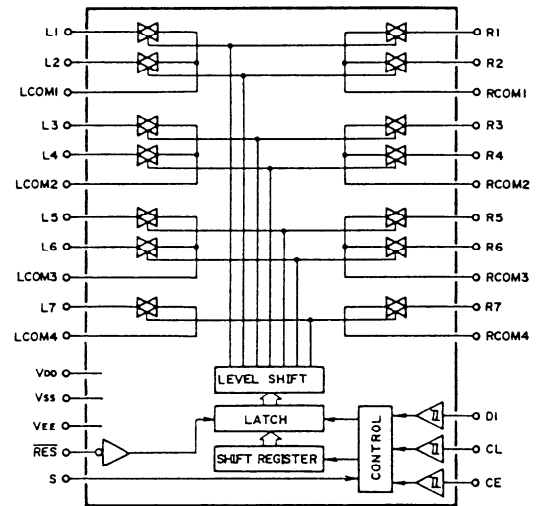 L1 R1
L2 R2
LCOM1 RCOM1
L3 R3
L4 R4
LCOM2 RCOM2
L5 R5
L6 R6
LCOM3 RCOM3
L7 R7
LCOM4 RCOM4
VDD
LEVEL SHIFT
VSS
VEE
LATCH
DI
RES
SHIFT REGISTER
CONTROL
CL
S
CE